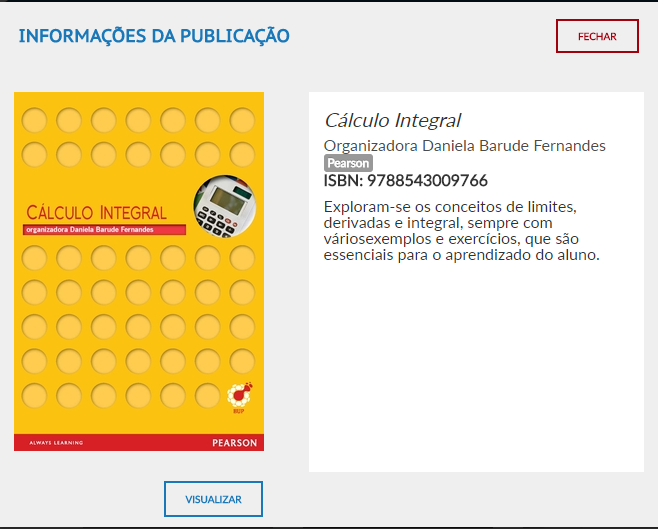 INFORMAÇÕES DA PUBLICAÇÃO
FECHAR
CÁLCULO INTEGRAL
organizadora Daniela Barude Fernandes
BUP
ALWAYS LEARNING
PEARSON
Cálculo Integral
Organizadora Daniela Barude Fernandes
Pearson
ISBN: 9788543009766
Exploram-se os conceitos de limites,
derivadas e integral, sempre com
váriosexemplos e exercícios, que são
essenciais para o aprendizado do aluno.
VISUALIZAR